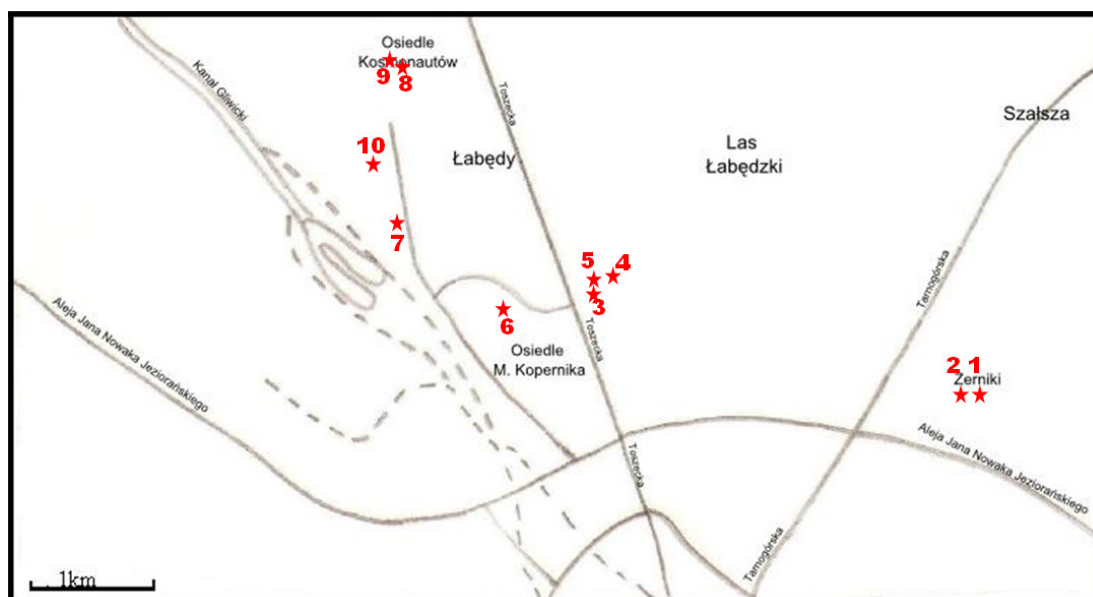 Osiedle
Kosmonautów
9
8
Kanał Gliwicki
Toszecka
Szałsza
10
Łabędy
Las
Łabędzki
7
5
4
3
6
Tarnogórska
Aleja Jana Nowaka Jeziorańskiego
Toszecka
Osiedle
M. Kopernika
2
1
Żerniki
Aleja Jana Nowaka Jeziorańskiego
Toszecka
Tarnogórska
1km